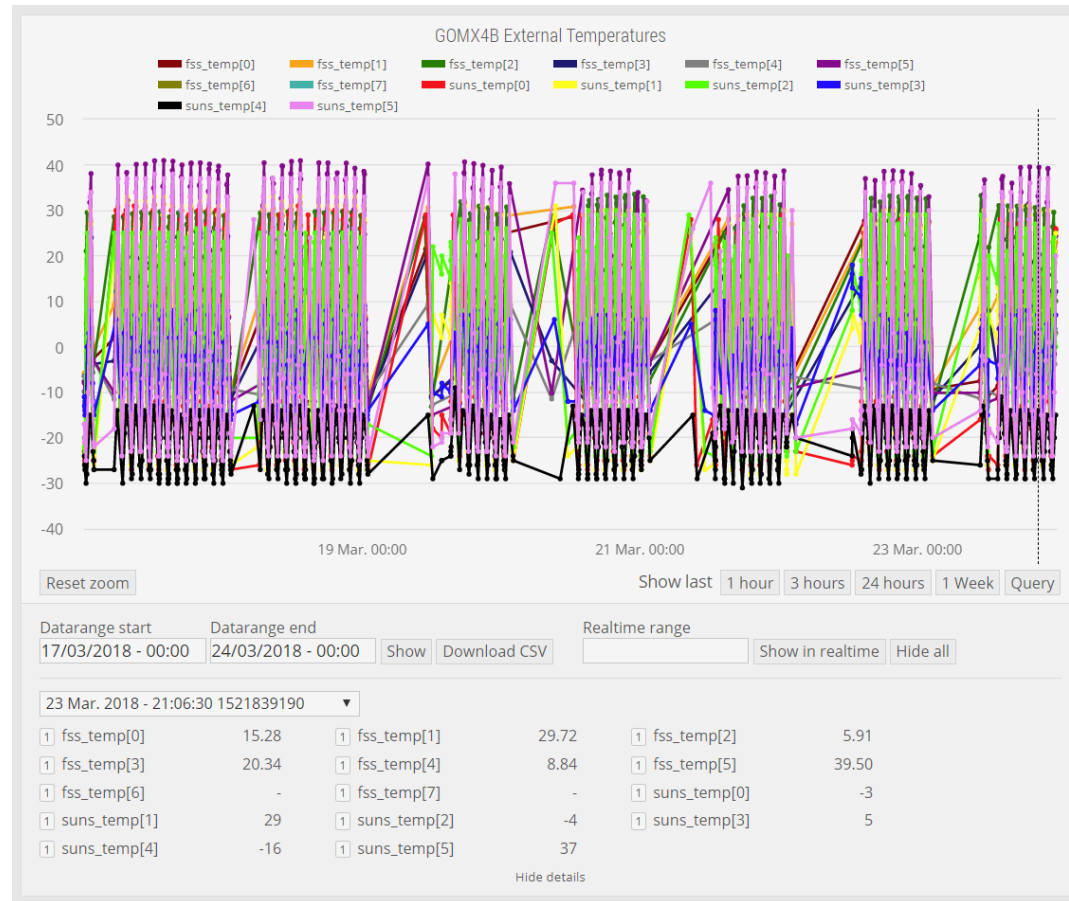 GOMX4B External Temperatures
fss_temp[0] fss_temp[1] fss_temp[2] fss_temp[3] fss_temp[4] fss_temp[5]
fss_temp[6] fss_temp[7] suns_temp[0] suns_temp[1] suns_temp[2] suns_temp[3]
suns_temp[4] suns_temp[5]
50
40
30
20
10
0
-10
-20
-30
-40
19 Mar. 00:00 21 Mar. 00:00 23 Mar. 00:00
Reset zoom Show last 1 hour 3 hours 24 hours 1 Week Query
Datarange start Datarange end Realtime range
17/03/2018 - 00:00 24/03/2018 - 00:00 Show Download CSV Show in realtime Hide all
23 Mar. 2018 - 21:06:30 1521839190 ▼
1 fss_temp[0] 15.28 1 fss_temp[1] 29.72 1 fss_temp[2] 5.91
1 fss_temp[3] 20.34 1 fss_temp[4] 8.84 1 fss_temp[5] 39.50
1 fss_temp[6] - 1 fss_temp[7] - 1 suns_temp[0] -3
1 suns_temp[1] 29 1 suns_temp[2] -4 1 suns_temp[3] 5
1 suns_temp[4] -16 1 suns_temp[5] 37
Hide details